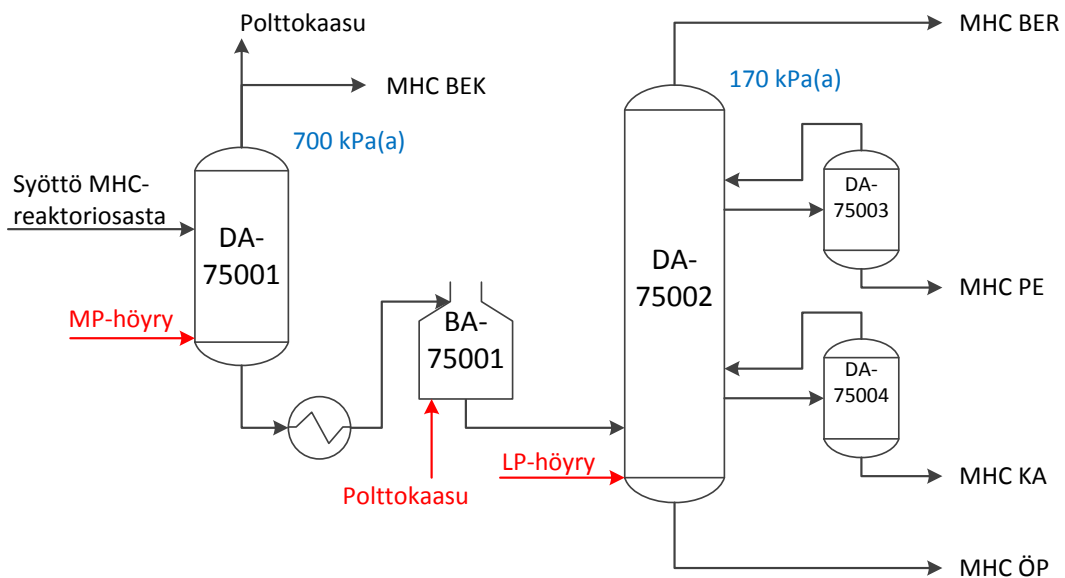 Polttokaasu
MHC BEK
700 kPa(a)
Syöttö MHC-
reaktoriosasta
DA-
75001
MP-höyry
BA-
75001
Polttokaasu
MHC BER
170 kPa(a)
DA-
75002
LP-höyry
DA-
75003
MHC PE
DA-
75004
MHC KA
MHC ÖP